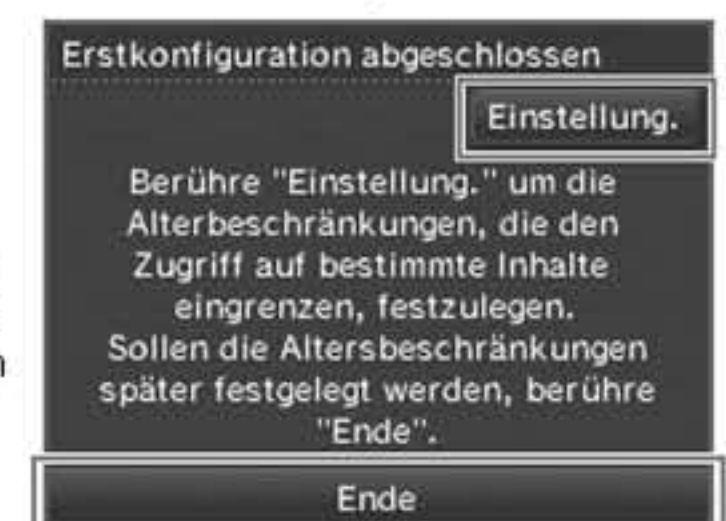 Erstkonfiguration abgeschlossen
Einstellung.
Berühre "Einstellung." um die
Alterbeschränkungen, die den
Zugriff auf bestimmte Inhalte
eingrenzen, festzulegen.
Sollen die Altersbeschränkungen
später festgelegt werden, berühre
"Ende".
Ende